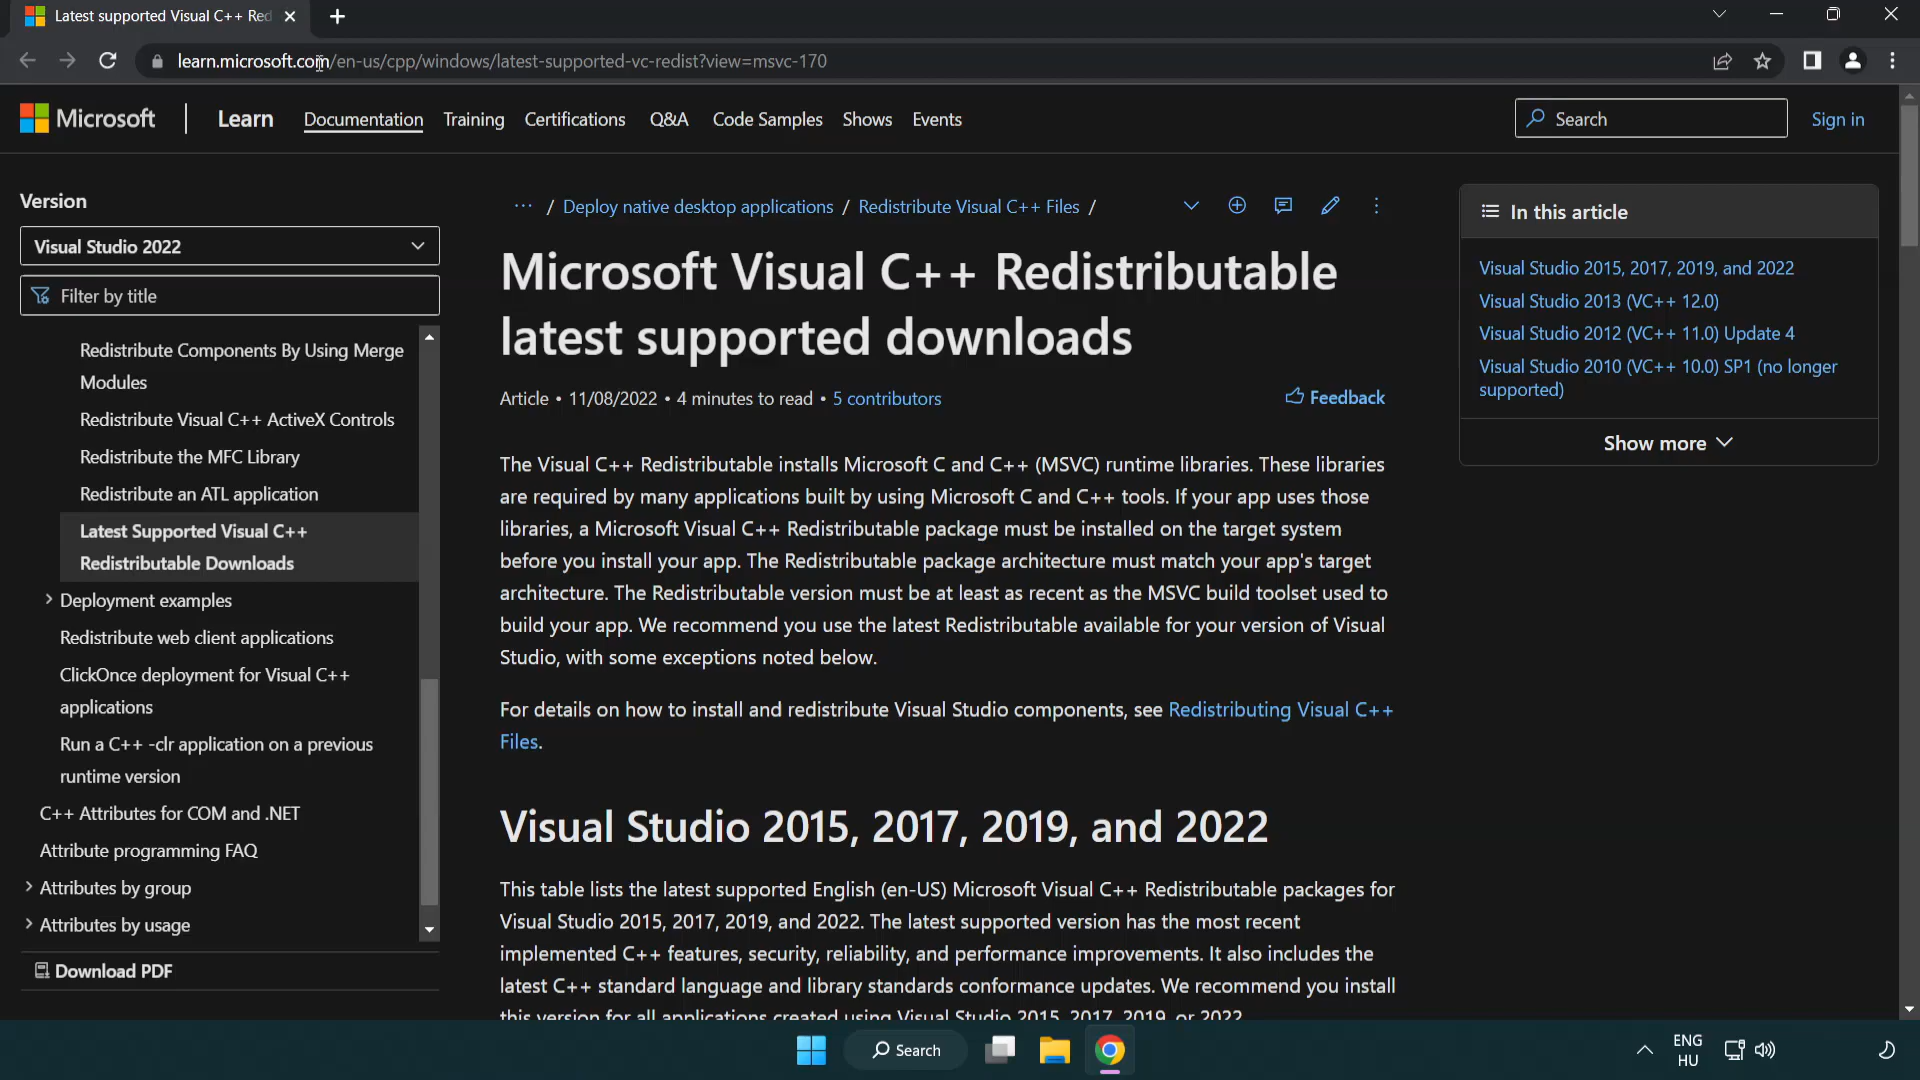 Latest supported Visual C++ Red
learn.microsoft.com/en-us/cpp/windows/latest-supported-vc-redist?view=msvc-170
Microsoft
Learn
Documentation
Training
Certifications
Q&A
Code Samples
Shows
Events
Search
Sign in
Version
Visual Studio 2022
Filter by title
Redistribute Components By Using Merge
Modules
Redistribute Visual C++ ActiveX Controls
Redistribute the MFC Library
Redistribute an ATL application
Latest Supported Visual C++
Redistributable Downloads
Deployment examples
Redistribute web client applications
ClickOnce deployment for Visual C++
applications
Run a C++ -clr application on a previous
runtime version
C++ Attributes for COM and .NET
Attribute programming FAQ
Attributes by group
Attributes by usage
Download PDF
··· / Deploy native desktop applications / Redistribute Visual C++ Files /
Microsoft Visual C++ Redistributable
latest supported downloads
Article • 11/08/2022 • 4 minutes to read • 5 contributors
Feedback
The Visual C++ Redistributable installs Microsoft C and C++ (MSVC) runtime libraries. These libraries
are required by many applications built by using Microsoft C and C++ tools. If your app uses those
libraries, a Microsoft Visual C++ Redistributable package must be installed on the target system
before you install your app. The Redistributable package architecture must match your app's target
architecture. The Redistributable version must be at least as recent as the MSVC build toolset used to
build your app. We recommend you use the latest Redistributable available for your version of Visual
Studio, with some exceptions noted below.
For details on how to install and redistribute Visual Studio components, see Redistributing Visual C++
Files.
Visual Studio 2015, 2017, 2019, and 2022
This table lists the latest supported English (en-US) Microsoft Visual C++ Redistributable packages for
Visual Studio 2015, 2017, 2019, and 2022. The latest supported version has the most recent
implemented C++ features, security, reliability, and performance improvements. It also includes the
latest C++ standard language and library standards conformance updates. We recommend you install
this version for all applications created using Visual Studio 2015, 2017, 2019, or 2022.
In this article
Visual Studio 2015, 2017, 2019, and 2022
Visual Studio 2013 (VC++ 12.0)
Visual Studio 2012 (VC++ 11.0) Update 4
Visual Studio 2010 (VC++ 10.0) SP1 (no longer
supported)
Show more
Search
ENG
HU